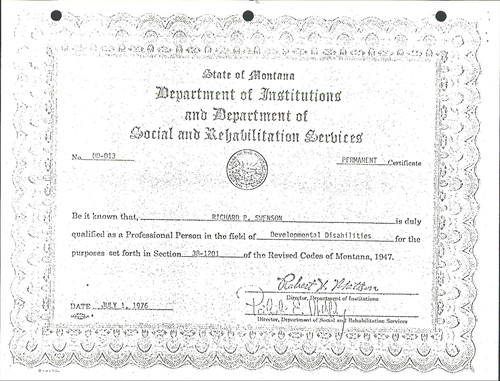 State of Montana
Department of Institutions
and Department of
Social and Rehabilitation Services
No. DD-013 PERMANENT Certificate
Be it known that, RICHARD P. SWENSON is duly
qualified as a Professional Person in the field of Developmental Disabilities for the
purposes set forth in Section 38-1201 of the Revised Codes of Montana, 1947.
Director, Department of Institutions
DATE JULY 1, 1976
Director, Department of Social and Rehabilitation Services